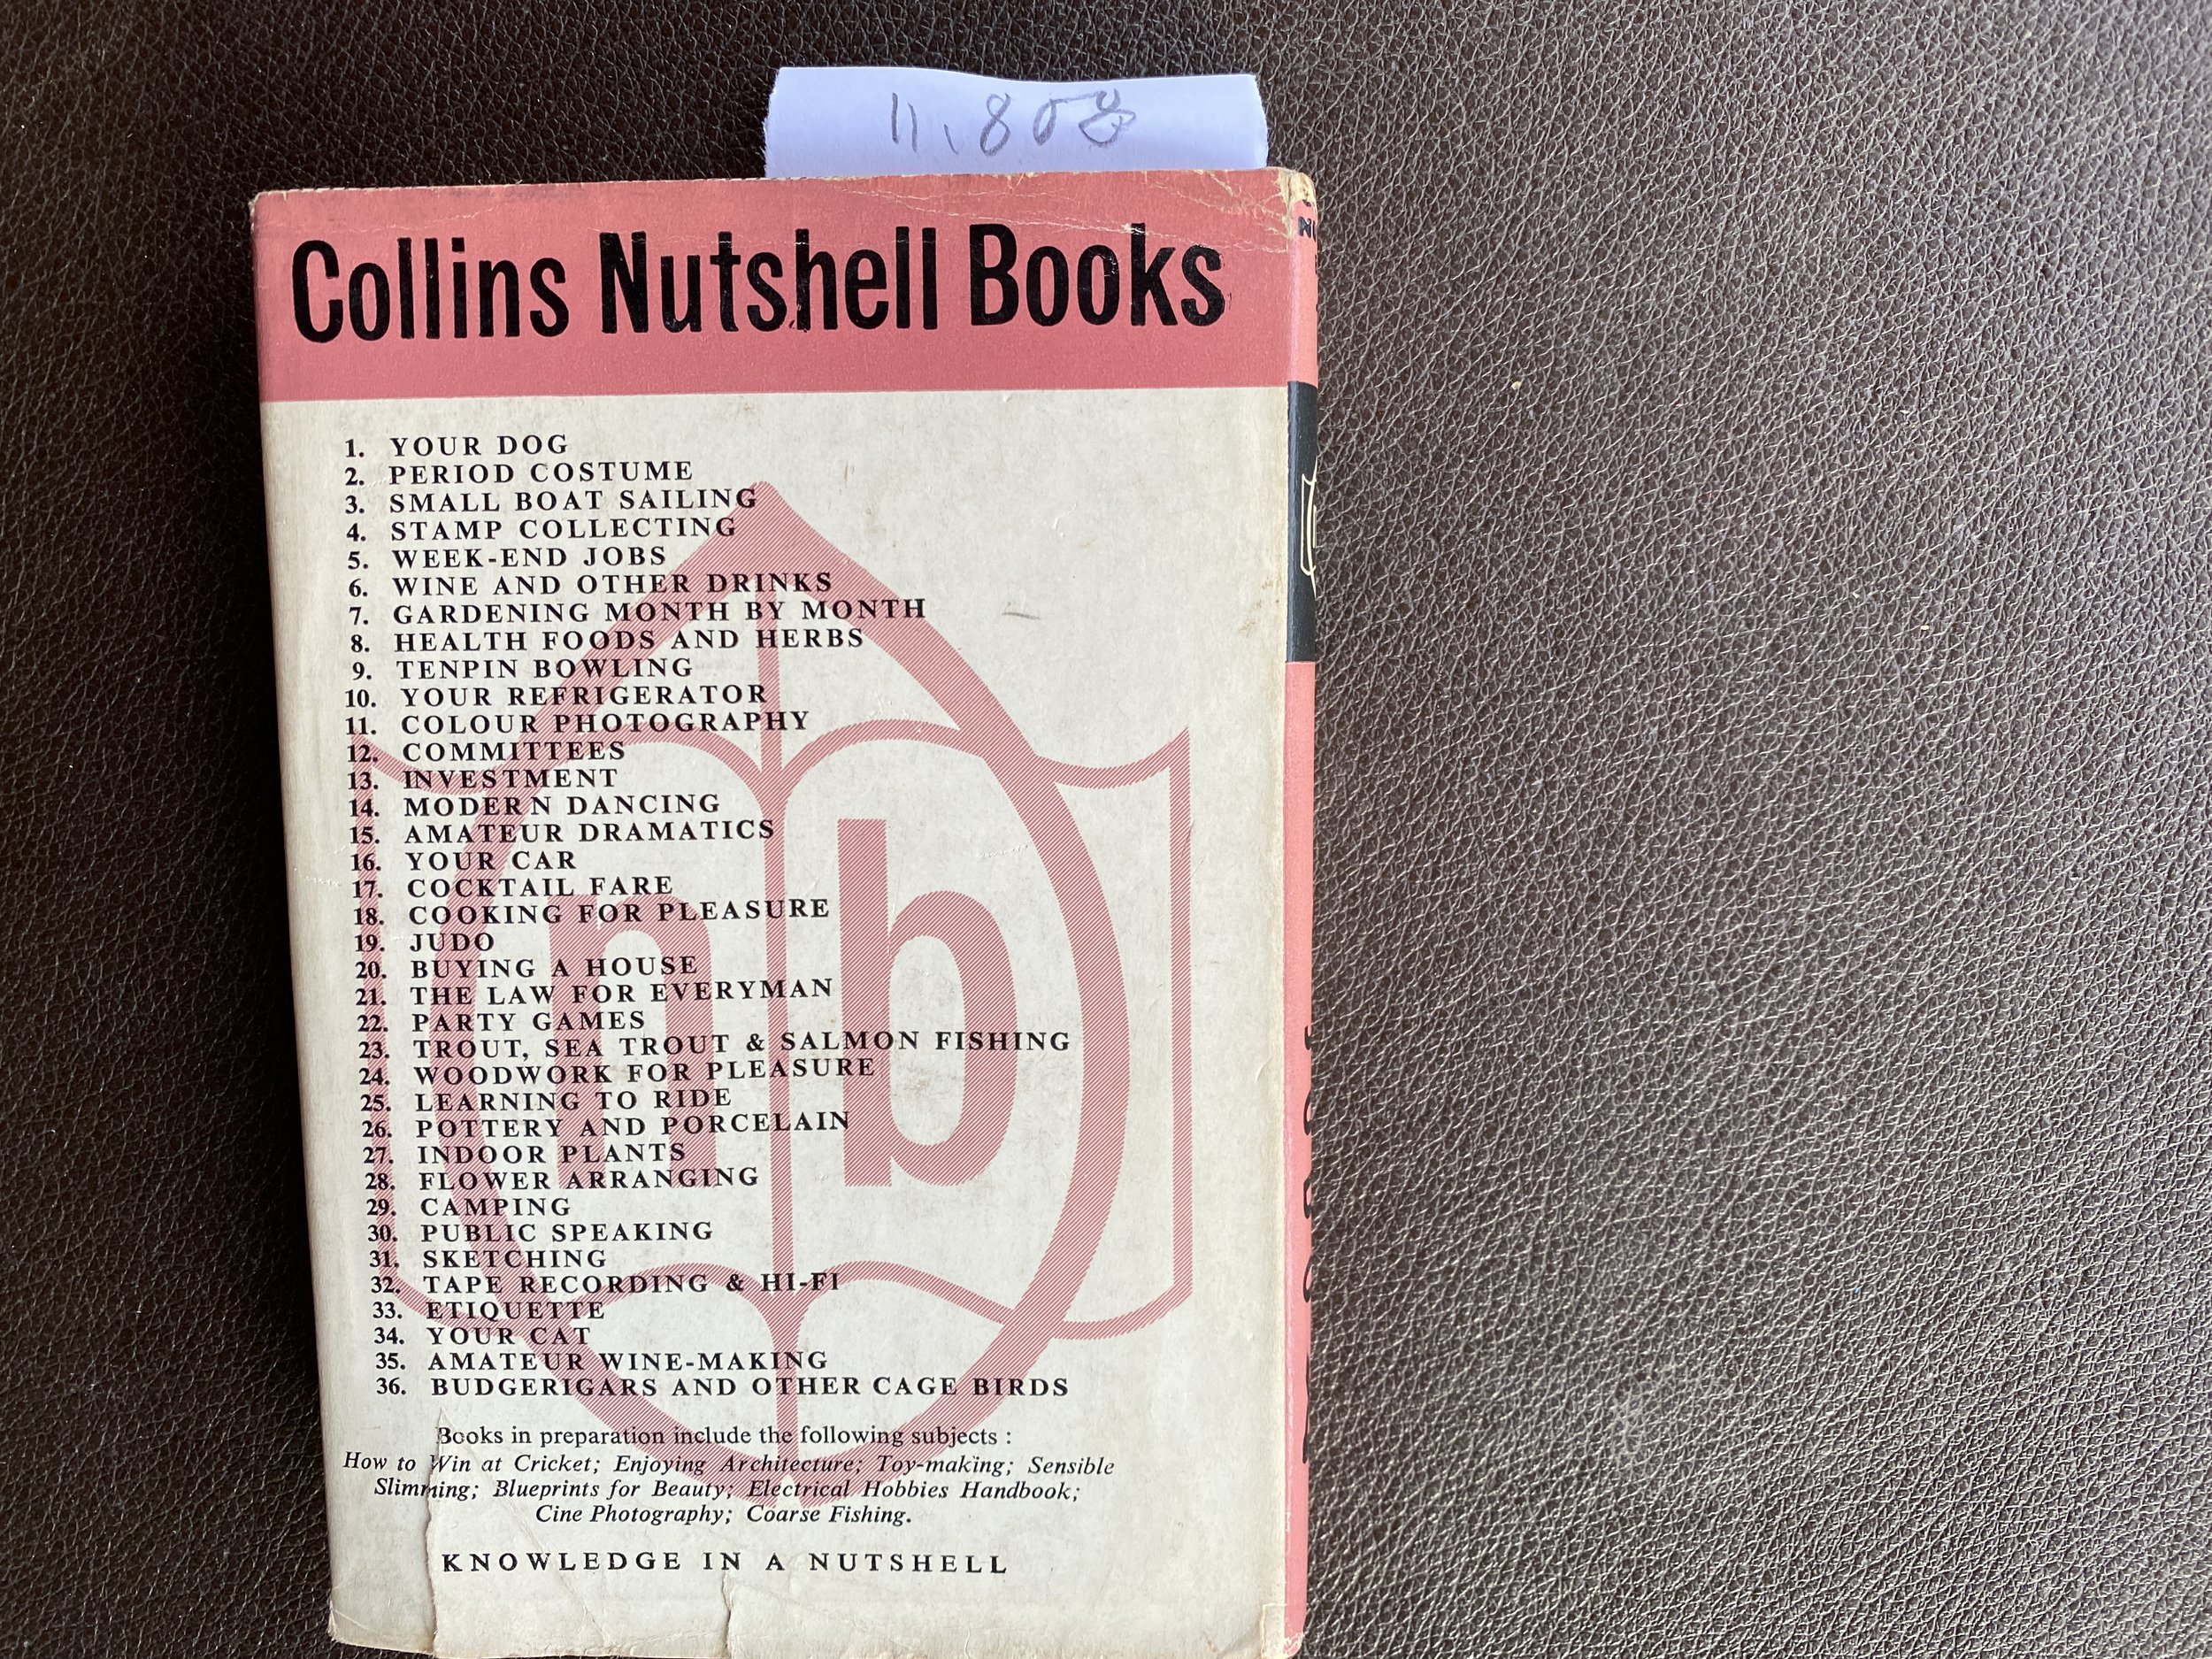 Collins Nutshell Books
1. YOUR DOG
2. PERIOD COSTUME
3. SMALL BOAT SAILING
4. STAMP COLLECTING
5. WEEK-END JOBS
6. WINE AND OTHER DRINKS
7. GARDENING MONTH BY MONTH
8. HEALTH FOODS AND HERBS
9. TENPIN BOWLING
10. YOUR REFRIGERATOR
11. COLOUR PHOTOGRAPHY
12. COMMITTEES
13. INVESTMENT
14. MODERN DANCING
15. AMATEUR DRAMATICS
16. YOUR CAR
17. COCKTAIL FARE
18. COOKING FOR PLEASURE
19. JUDO
20. BUYING A HOUSE
21. THE LAW FOR EVERYMAN
22. PARTY GAMES
23. TROUT, SEA TROUT & SALMON FISHING
24. WOODWORK FOR PLEASURE
25. LEARNING TO RIDE
26. POTTERY AND PORCELAIN
27. INDOOR PLANTS
28. FLOWER ARRANGING
29. CAMPING
30. PUBLIC SPEAKING
31. SKETCHING
32. TAPE RECORDING & HI-FI
33. ETIQUETTE
34. YOUR CAT
35. AMATEUR WINE-MAKING
36. BUDGERIGARS AND OTHER CAGE BIRDS
nb
Books in preparation include the following subjects :
How to Win at Cricket; Enjoying Architecture; Toy-making; Sensible
Slimming; Blueprints for Beauty; Electrical Hobbies Handbook;
Cine Photography; Coarse Fishing.
KNOWLEDGE IN A NUTSHELL